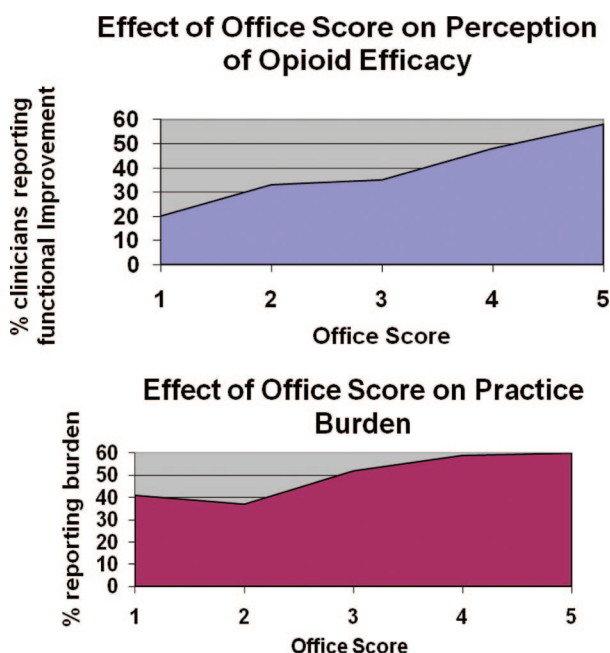 Effect of Office Score on Perception
of Opioid Efficacy
% clinicians reporting
functional Improvement
60
50
40
30
20
10
0
1 2 3 4 5
Office Score
Effect of Office Score on Practice
Burden
% reporting burden
60
50
40
30
20
10
0
1 2 3 4 5
Office Score